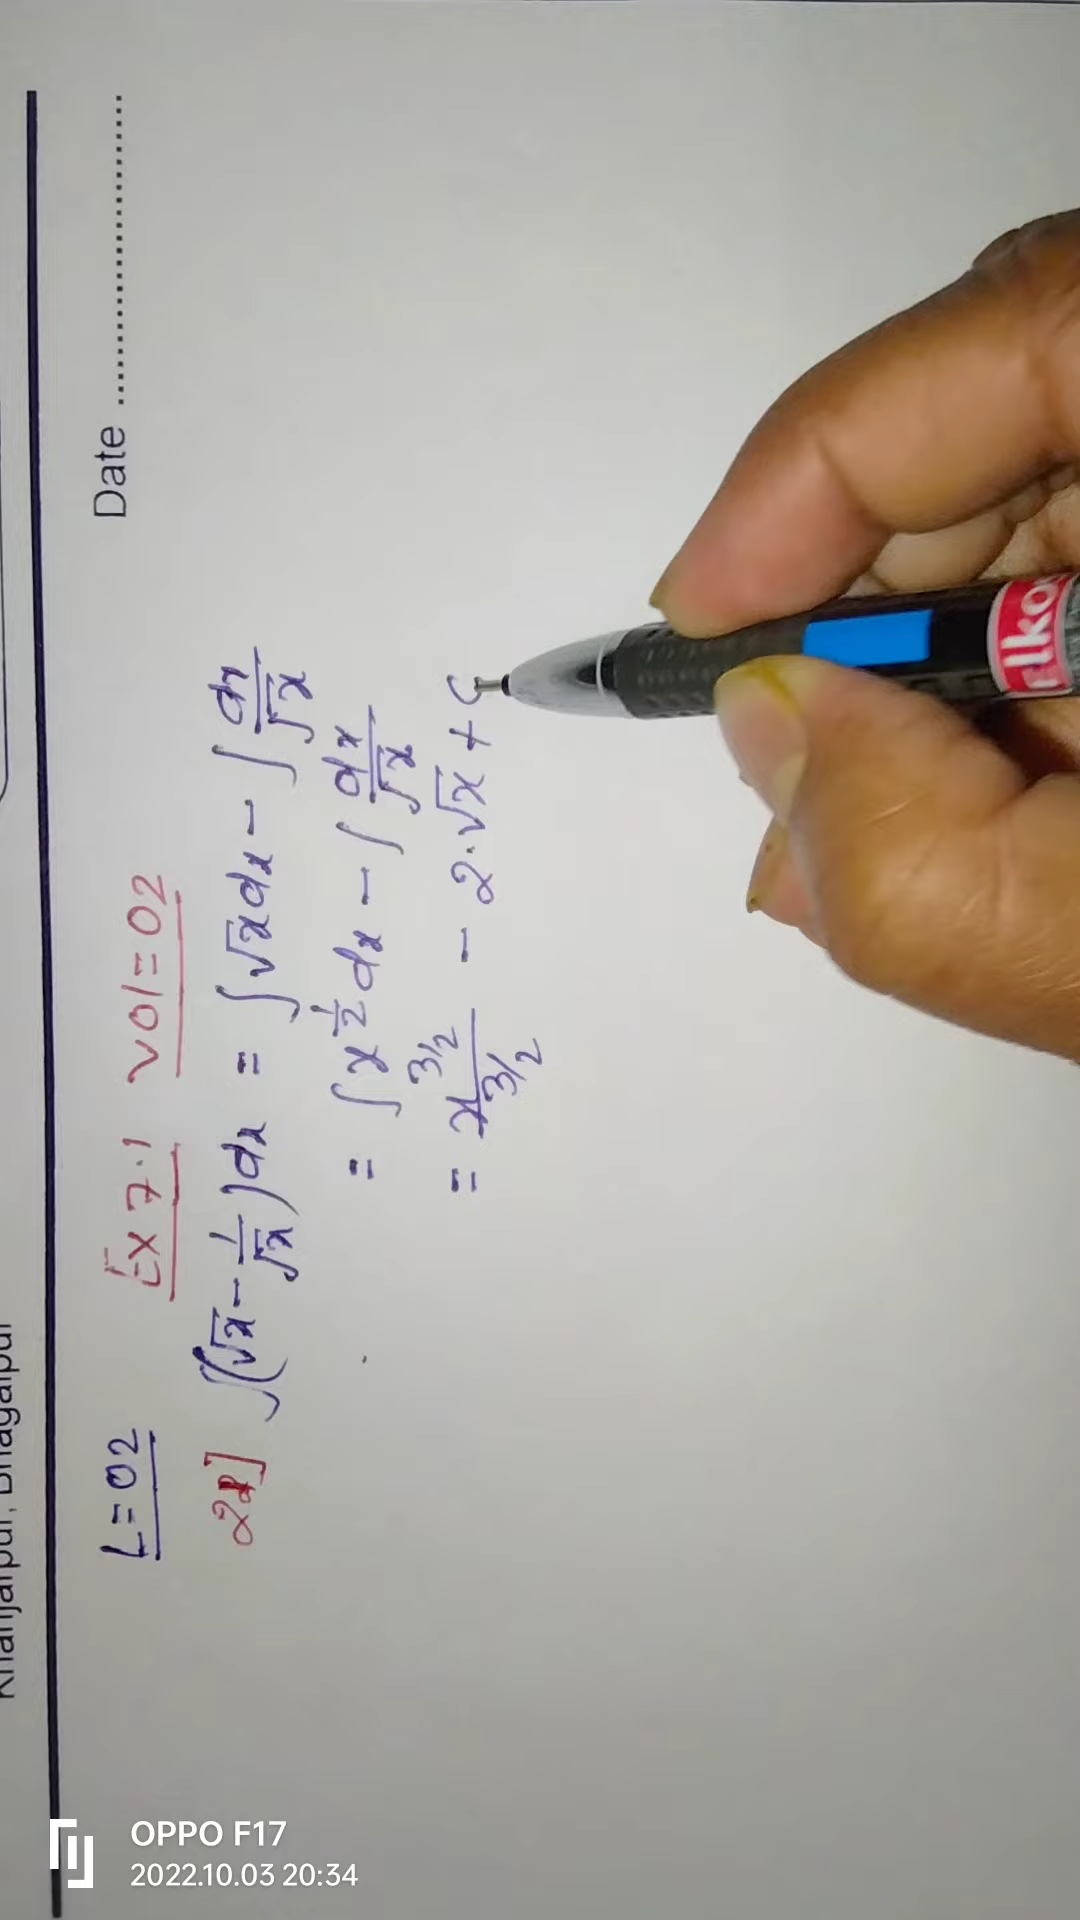 Khanjarpur, Bhagalpur
Date ................................
L=02 Ex 7.1 vol=02
2] ∫(√x - 1/√x)dx = ∫√x dx - ∫dx/√x
= ∫x^1/2 dx - ∫dx/√x
= x^3/2 / 3/2 - 2·√x + c
Elkos
OPPO F17
2022.10.03 20:34